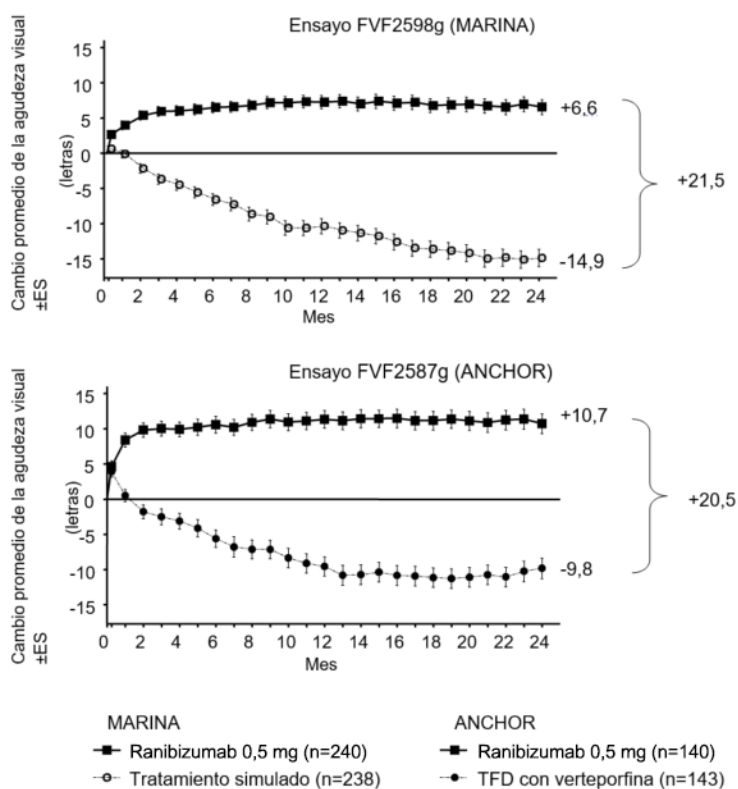 Ensayo FVF2598g (MARINA)
Cambio promedio de la agudeza visual
±ES
(letras)
15
10
5
0
-5
-10
-15
+6,6
+21,5
-14,9
0 2 4 6 8 10 12 14 16 18 20 22 24
Mes
Ensayo FVF2587g (ANCHOR)
Cambio promedio de la agudeza visual
±ES
(letras)
15
10
5
0
-5
-10
-15
+10,7
+20,5
-9,8
0 2 4 6 8 10 12 14 16 18 20 22 24
Mes
MARINA
Ranibizumab 0,5 mg (n=240)
Tratamiento simulado (n=238)
ANCHOR
Ranibizumab 0,5 mg (n=140)
TFD con verteporfina (n=143)